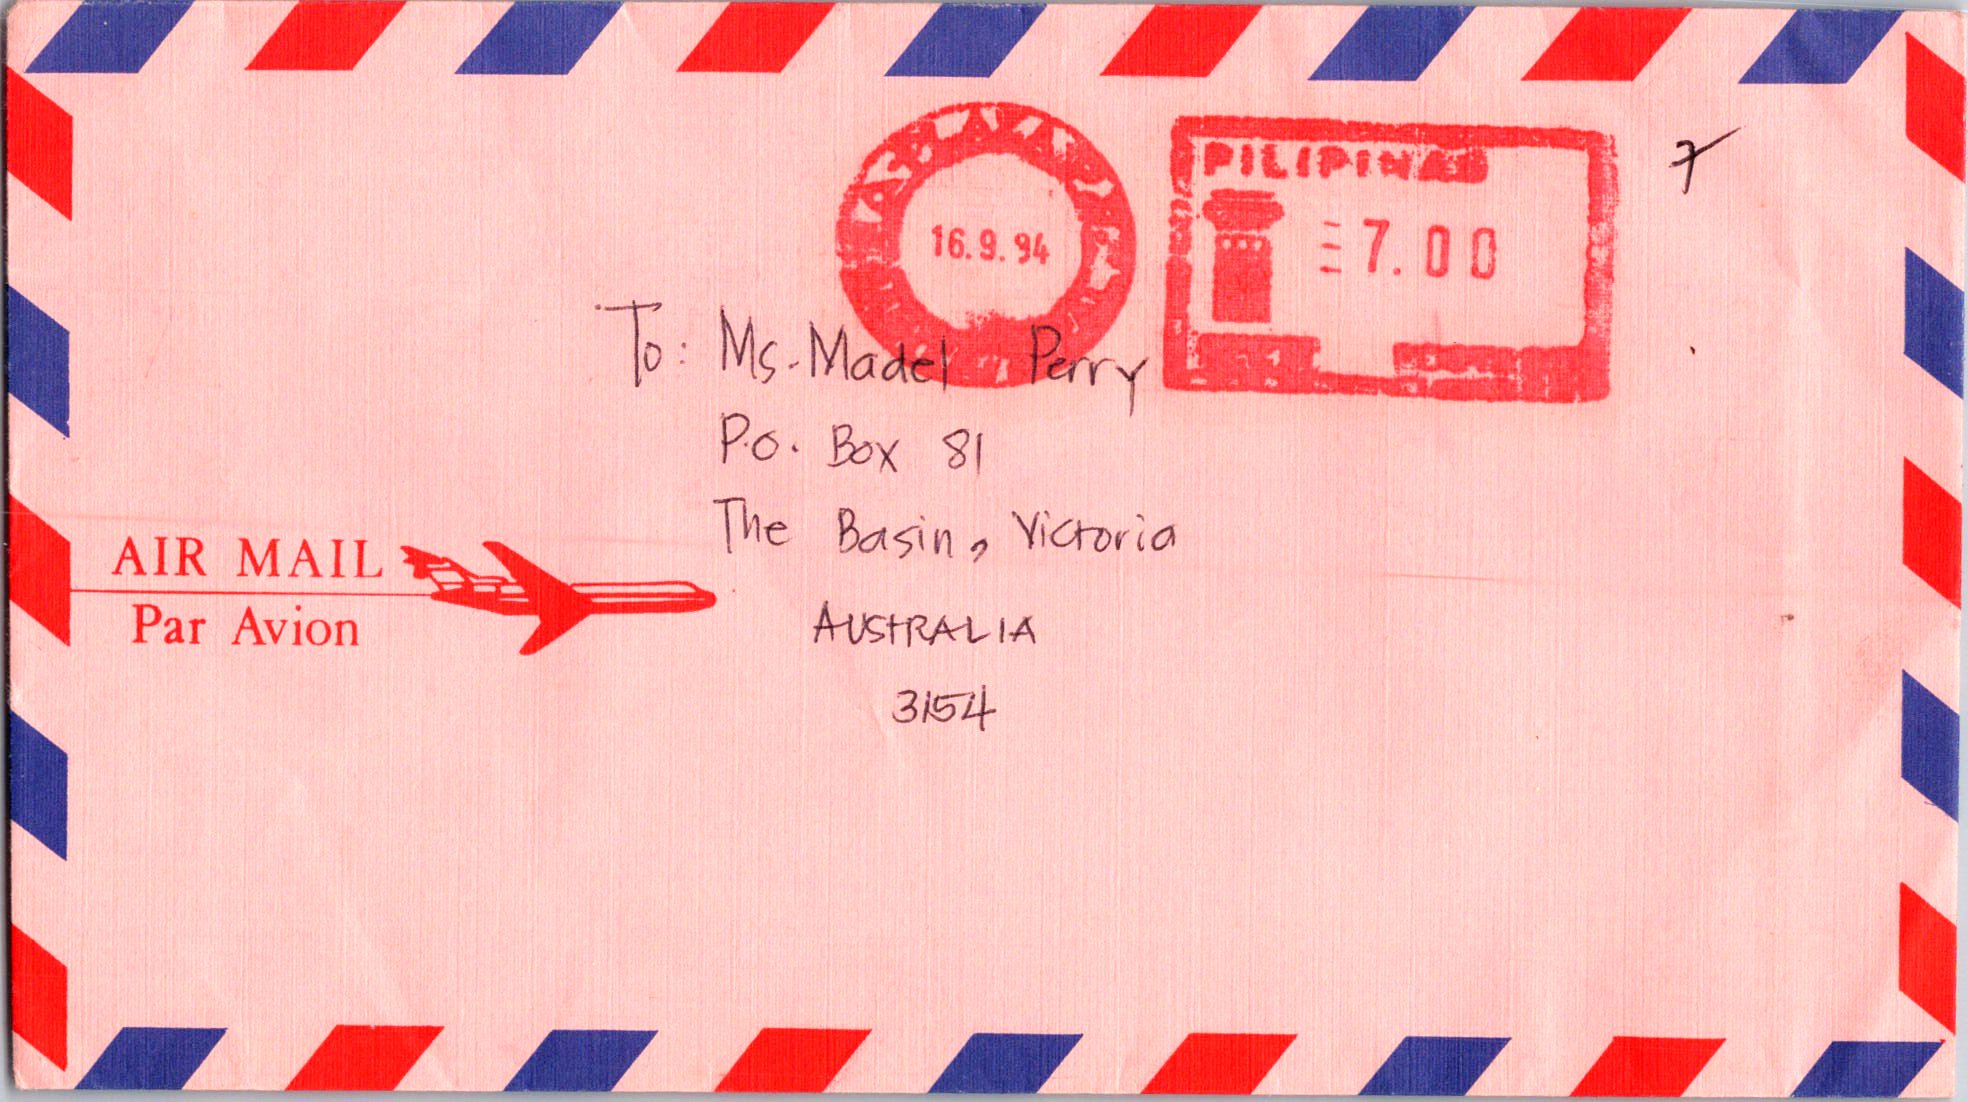 PILIPINAS
16.9.94
7.00
7
To: Ms. Madel Perry
P.O. Box 81
The Basin, Victoria
AUSTRALIA
3154
AIR MAIL
Par Avion